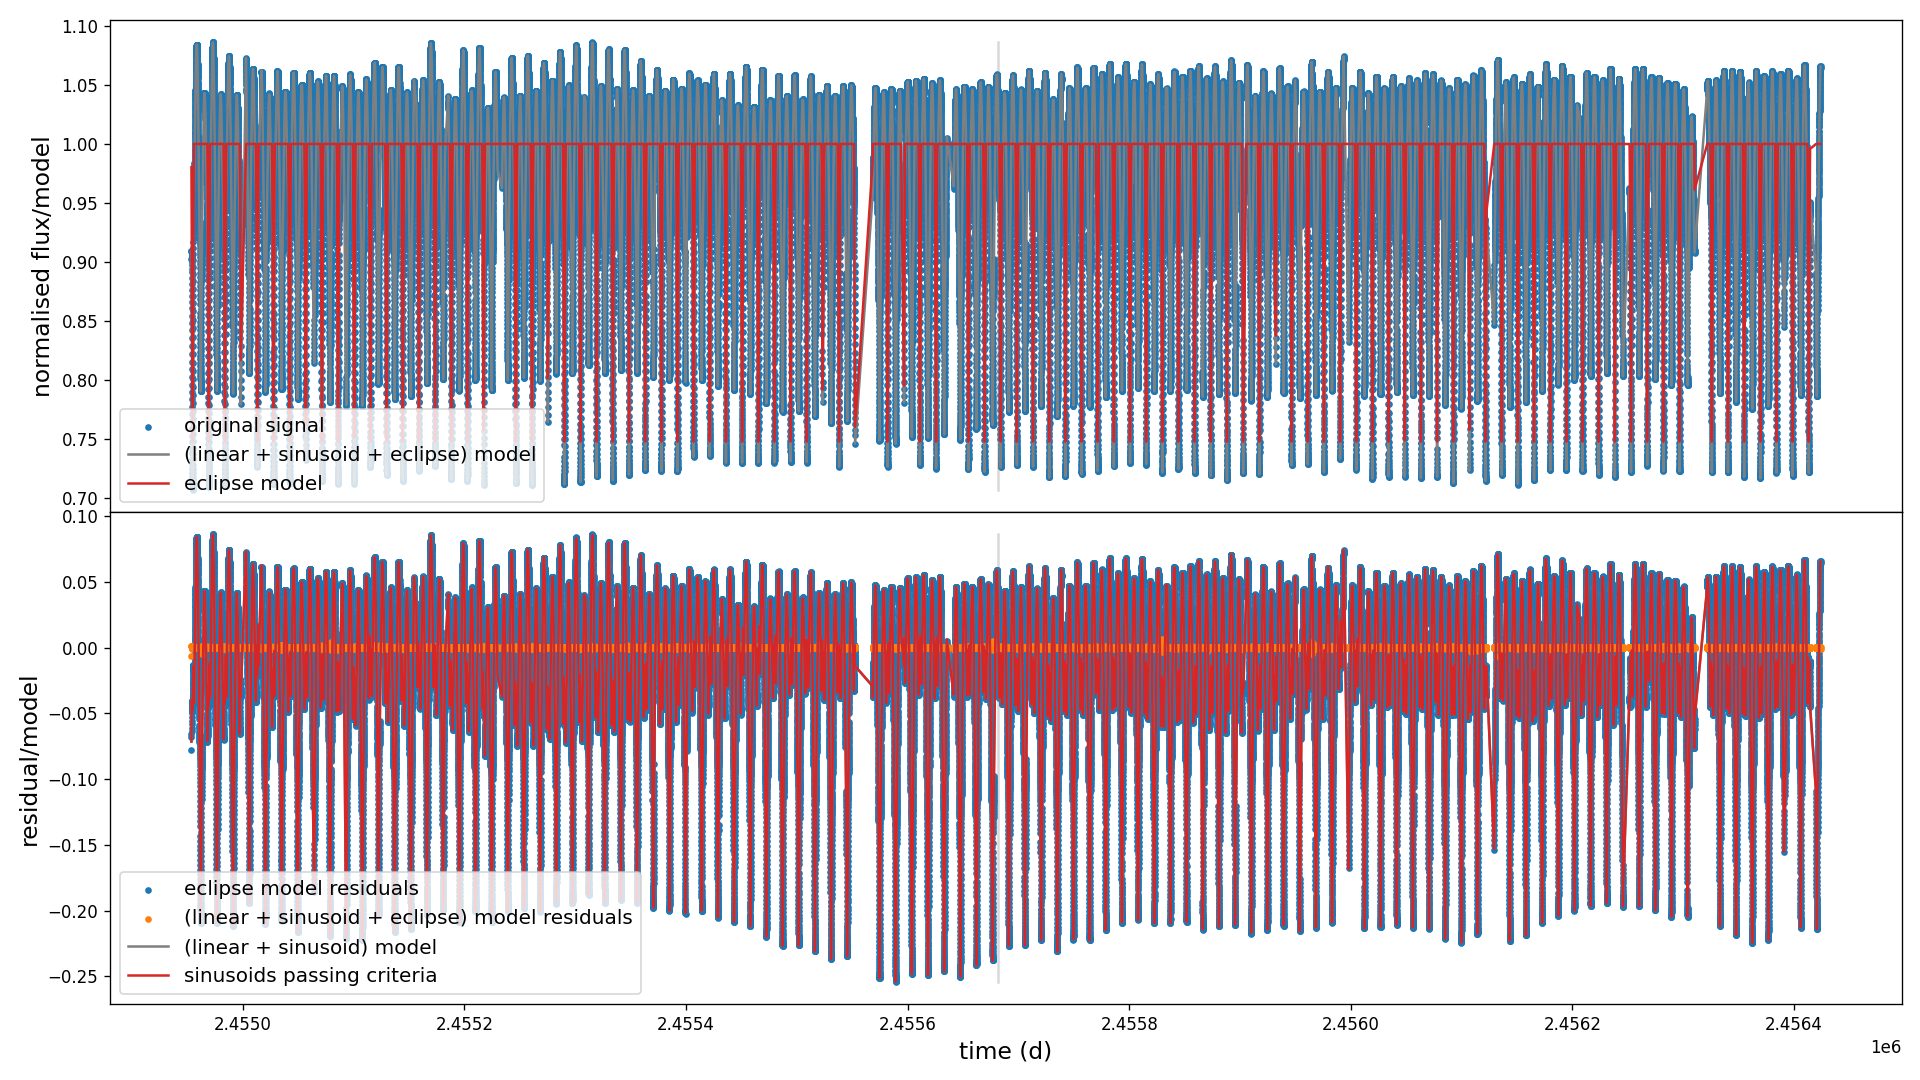 normalised flux/model
1.10
1.05
1.00
0.95
0.90
0.85
0.80
0.75
0.70
original signal
(linear + sinusoid + eclipse) model
eclipse model
residual/model
0.10
0.05
0.00
−0.05
−0.10
−0.15
−0.20
−0.25
eclipse model residuals
(linear + sinusoid + eclipse) model residuals
(linear + sinusoid) model
sinusoids passing criteria
2.4550 2.4552 2.4554 2.4556 2.4558 2.4560 2.4562 2.4564
1e6
time (d)